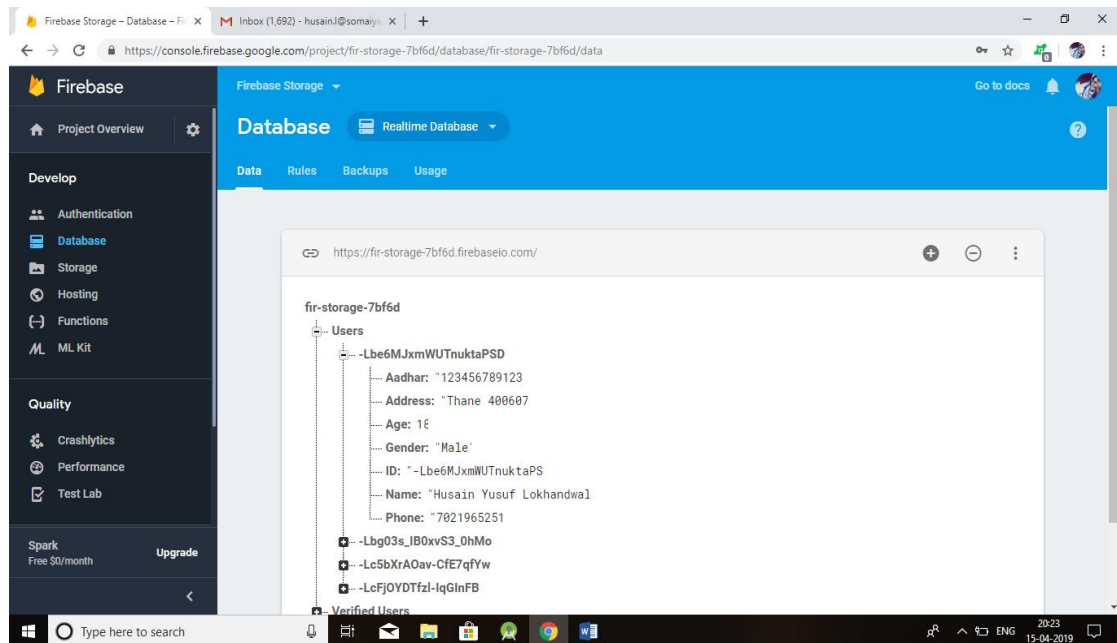 Firebase Storage – Database – Fi
Inbox (1,692) - husain.l@somaiya
https://console.firebase.google.com/project/fir-storage-7bf6d/database/fir-storage-7bf6d/data
0
Firebase
Firebase Storage
Go to docs
Project Overview
Database
Realtime Database
Data Rules Backups Usage
Develop
Authentication
Database
Storage
Hosting
Functions
ML Kit
Quality
Crashlytics
Performance
Test Lab
Spark
Free $0/month
Upgrade
https://fir-storage-7bf6d.firebaseio.com/
fir-storage-7bf6d
Users
-Lbe6MJxmWUTnuktaPSD
Aadhar: "123456789123
Address: "Thane 400607
Age: 18
Gender: "Male"
ID: "-Lbe6MJxmWUTnuktaPS
Name: "Husain Yusuf Lokhandwal
Phone: "7021965251
-Lbg03s_IB0xvS3_0hMo
-Lc5bXrAOav-CfE7qfYw
-LcFjOYDTfzl-IqGInFB
Verified Users
Type here to search
ENG
20:23
15-04-2019